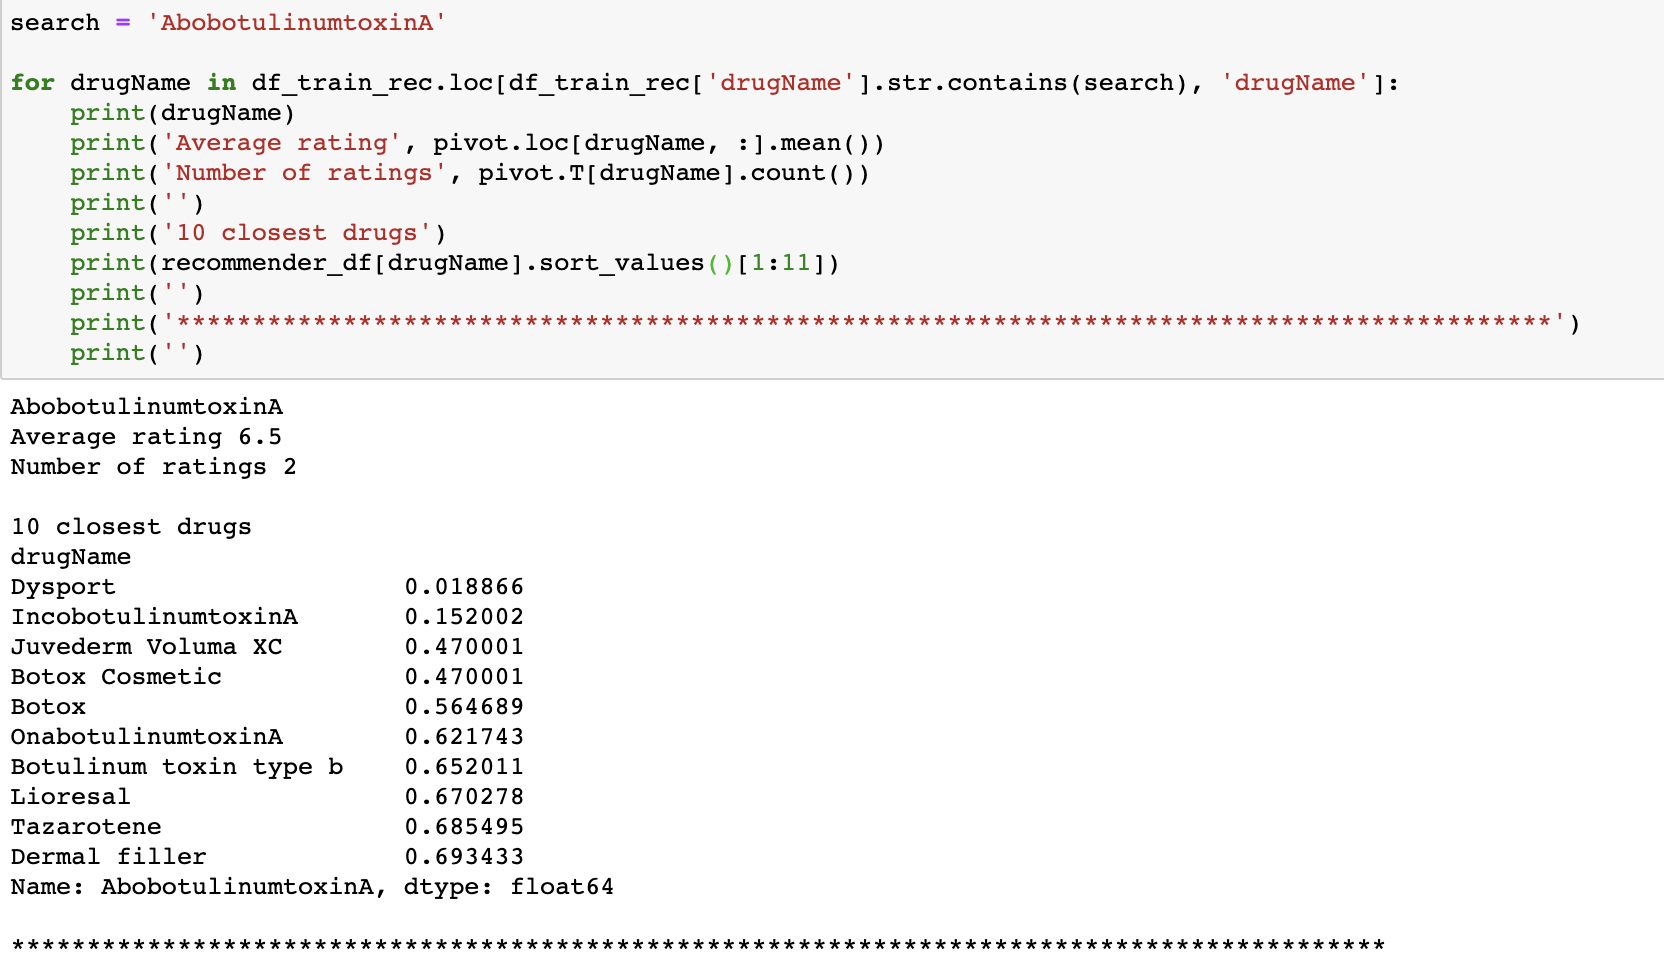 search = 'AbobotulinumtoxinA'

for drugName in df_train_rec.loc[df_train_rec['drugName'].str.contains(search), 'drugName']:
    print(drugName)
    print('Average rating', pivot.loc[drugName, :].mean())
    print('Number of ratings', pivot.T[drugName].count())
    print('')
    print('10 closest drugs')
    print(recommender_df[drugName].sort_values()[1:11])
    print('')
    print('*******************************************************************************************')
    print('')
AbobotulinumtoxinA
Average rating 6.5
Number of ratings 2

10 closest drugs
drugName
Dysport                   0.018866
IncobotulinumtoxinA       0.152002
Juvederm Voluma XC        0.470001
Botox Cosmetic            0.470001
Botox                     0.564689
OnabotulinumtoxinA        0.621743
Botulinum toxin type b    0.652011
Lioresal                  0.670278
Tazarotene                0.685495
Dermal filler             0.693433
Name: AbobotulinumtoxinA, dtype: float64

*******************************************************************************************